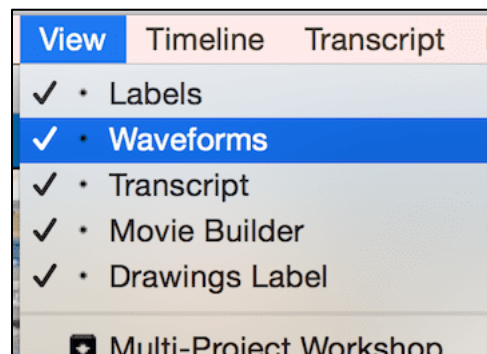 View Timeline Transcript
✓ · Labels
✓ · Waveforms
✓ · Transcript
✓ · Movie Builder
✓ · Drawings Label
Multi-Project Workshop